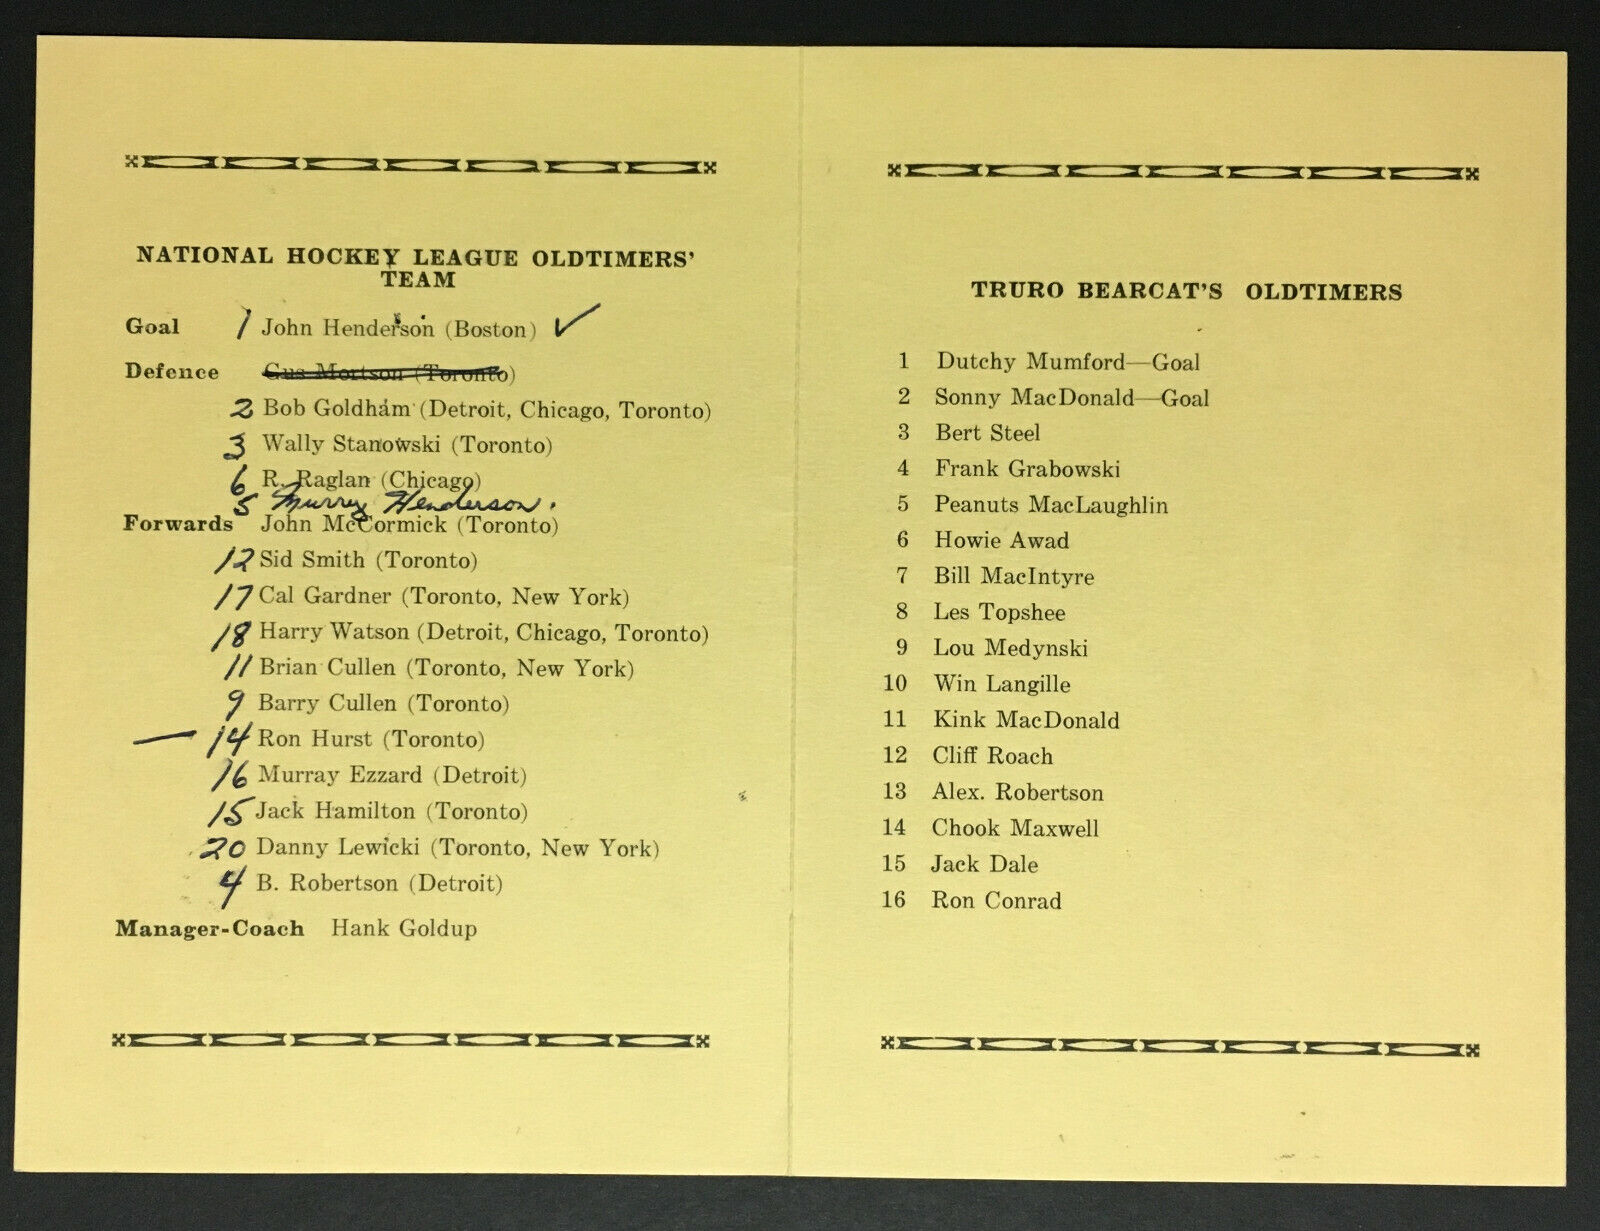 NATIONAL HOCKEY LEAGUE OLDTIMERS'
TEAM
Goal 1 John Henderson (Boston) ✓
Defence Gus Mortson (Toronto)
2 Bob Goldham (Detroit, Chicago, Toronto)
3 Wally Stanowski (Toronto)
6 R. Raglan (Chicago)
5 Murrey Henderson.
Forwards John McCormick (Toronto)
12 Sid Smith (Toronto)
17 Cal Gardner (Toronto, New York)
18 Harry Watson (Detroit, Chicago, Toronto)
11 Brian Cullen (Toronto, New York)
9 Barry Cullen (Toronto)
— 14 Ron Hurst (Toronto)
16 Murray Ezzard (Detroit)
15 Jack Hamilton (Toronto)
20 Danny Lewicki (Toronto, New York)
4 B. Robertson (Detroit)
Manager-Coach Hank Goldup
TRURO BEARCAT'S OLDTIMERS
1 Dutchy Mumford—Goal
2 Sonny MacDonald—Goal
3 Bert Steel
4 Frank Grabowski
5 Peanuts MacLaughlin
6 Howie Awad
7 Bill MacIntyre
8 Les Topshee
9 Lou Medynski
10 Win Langille
11 Kink MacDonald
12 Cliff Roach
13 Alex. Robertson
14 Chook Maxwell
15 Jack Dale
16 Ron Conrad